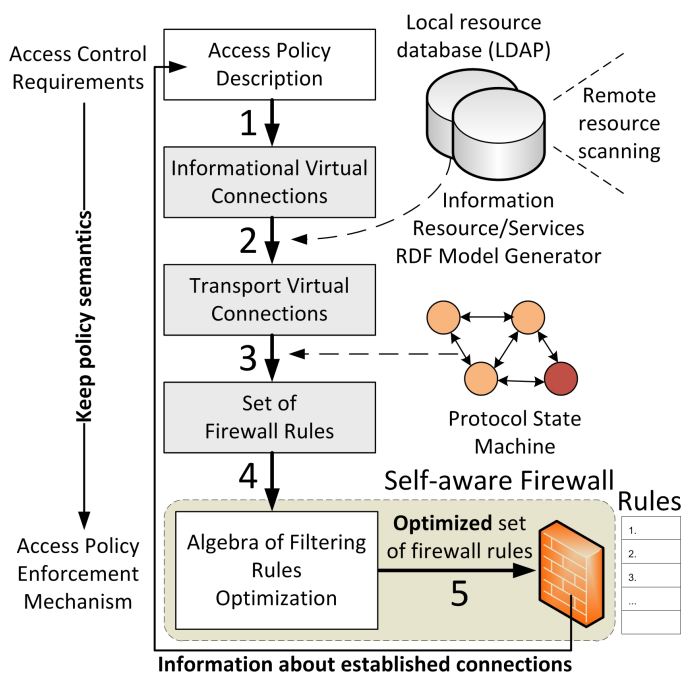 Access Control
Requirements
Access Policy
Description
Local resource
database (LDAP)
Remote
resource
scanning
1
Informational Virtual
Connections
Information
Resource/Services
RDF Model Generator
2
Transport Virtual
Connections
Keep policy semantics
3
Set of
Firewall Rules
Protocol State
Machine
4
Self-aware Firewall
Rules
Access Policy
Enforcement
Mechanism
Algebra of Filtering
Rules
Optimization
Optimized set
of firewall rules
5
1.
2.
3.
...
Information about established connections